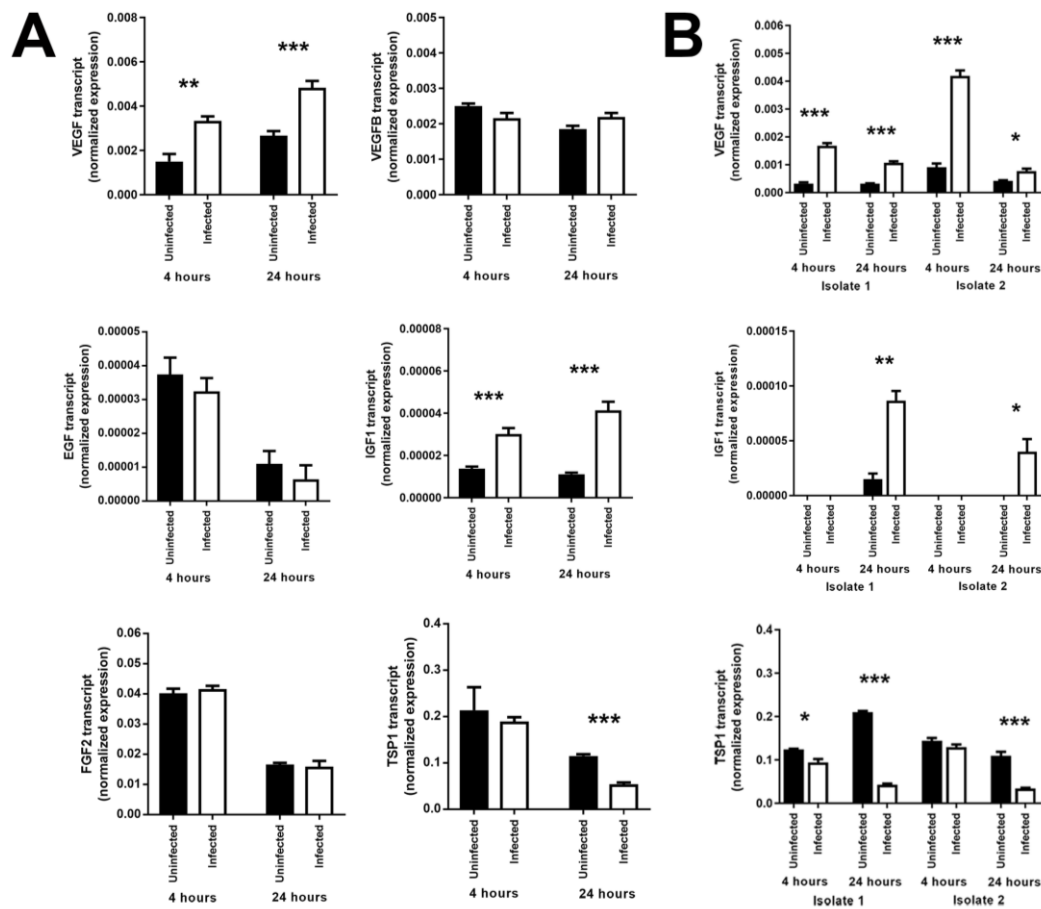 A
VEGF transcript
(normalized expression)
0.008
0.006
0.004
0.002
0.000
**
***
Uninfected
Infected
Uninfected
Infected
4 hours
24 hours
VEGFB transcript
(normalized expression)
0.005
0.004
0.003
0.002
0.001
0.000
Uninfected
Infected
Uninfected
Infected
4 hours
24 hours
B
VEGF transcript
(normalized expression)
0.006
0.005
0.004
0.003
0.002
0.001
0.000
***
***
***
*
Uninfected
Infected
Uninfected
Infected
Uninfected
Infected
Uninfected
Infected
4 hours
24 hours
4 hours
24 hours
Isolate 1
Isolate 2
EGF transcript
(normalized expression)
0.00005
0.00004
0.00003
0.00002
0.00001
0.00000
Uninfected
Infected
Uninfected
Infected
4 hours
24 hours
IGF1 transcript
(normalized expression)
0.00008
0.00006
0.00004
0.00002
0.00000
***
***
Uninfected
Infected
Uninfected
Infected
4 hours
24 hours
IGF1 transcript
(normalized expression)
0.00015
0.00010
0.00005
0.00000
**
*
Uninfected
Infected
Uninfected
Infected
Uninfected
Infected
Uninfected
Infected
4 hours
24 hours
4 hours
24 hours
Isolate 1
Isolate 2
FGF2 transcript
(normalized expression)
0.06
0.05
0.04
0.03
0.02
0.01
0.00
Uninfected
Infected
Uninfected
Infected
4 hours
24 hours
TSP1 transcript
(normalized expression)
0.4
0.3
0.2
0.1
0.0
***
Uninfected
Infected
Uninfected
Infected
4 hours
24 hours
TSP1 transcript
(normalized expression)
0.4
0.3
0.2
0.1
0.0
*
***
***
Uninfected
Infected
Uninfected
Infected
Uninfected
Infected
Uninfected
Infected
4 hours
24 hours
4 hours
24 hours
Isolate 1
Isolate 2